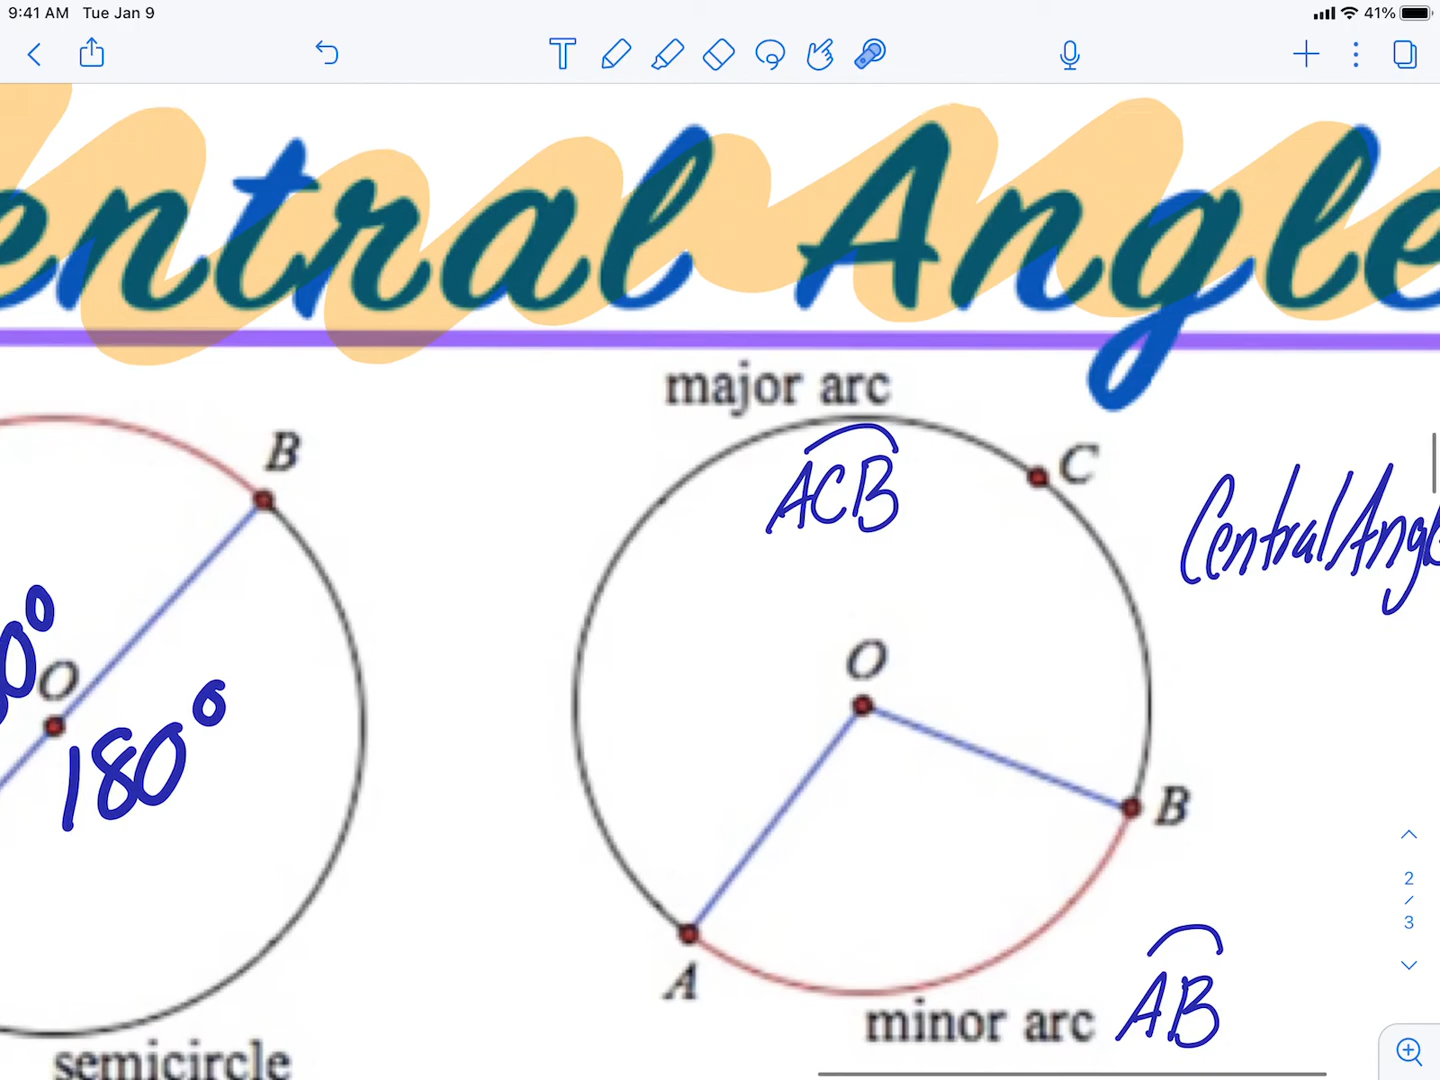 9:41 AM Tue Jan 9
41%
entral Angle
major arc
B
C
ACB
Central Angle
0°
O
O
180°
B
2
/
3
A
AB
minor arc
semicircle